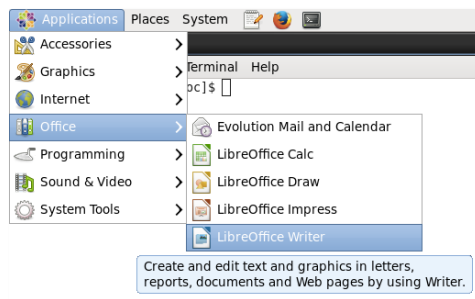 Applications Places System
Accessories
Graphics
Terminal Help
Internet
oc]$
Office
Evolution Mail and Calendar
Programming
LibreOffice Calc
Sound & Video
LibreOffice Draw
System Tools
LibreOffice Impress
LibreOffice Writer
Create and edit text and graphics in letters,
reports, documents and Web pages by using Writer.